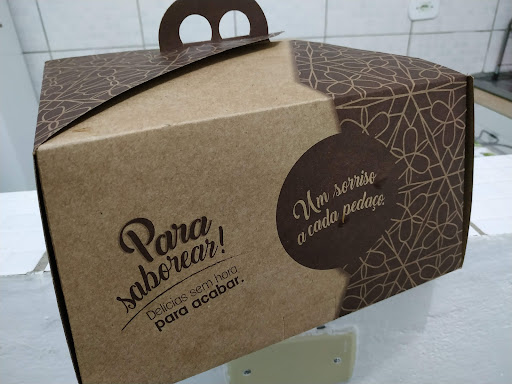 Para
saborear!
Delícias sem hora
para acabar.
Um sorriso
a cada pedaço.